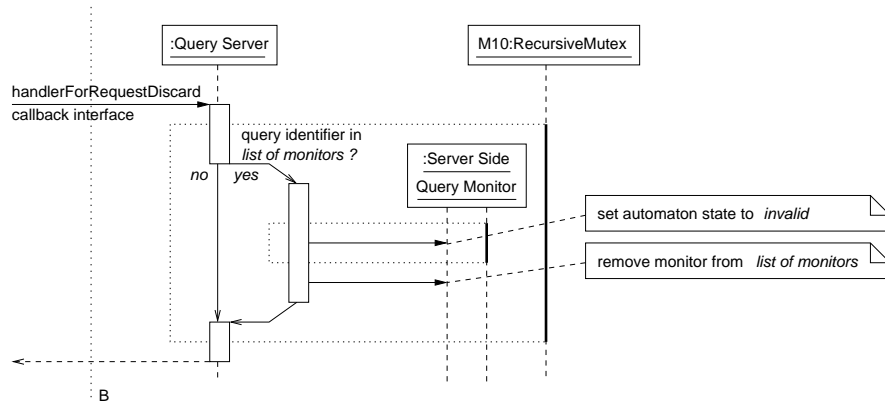 :Query Server
M10:RecursiveMutex
handlerForRequestDiscard
callback interface
query identifier in
list of monitors ?
no yes
:Server Side
Query Monitor
set automaton state to invalid
remove monitor from list of monitors
B